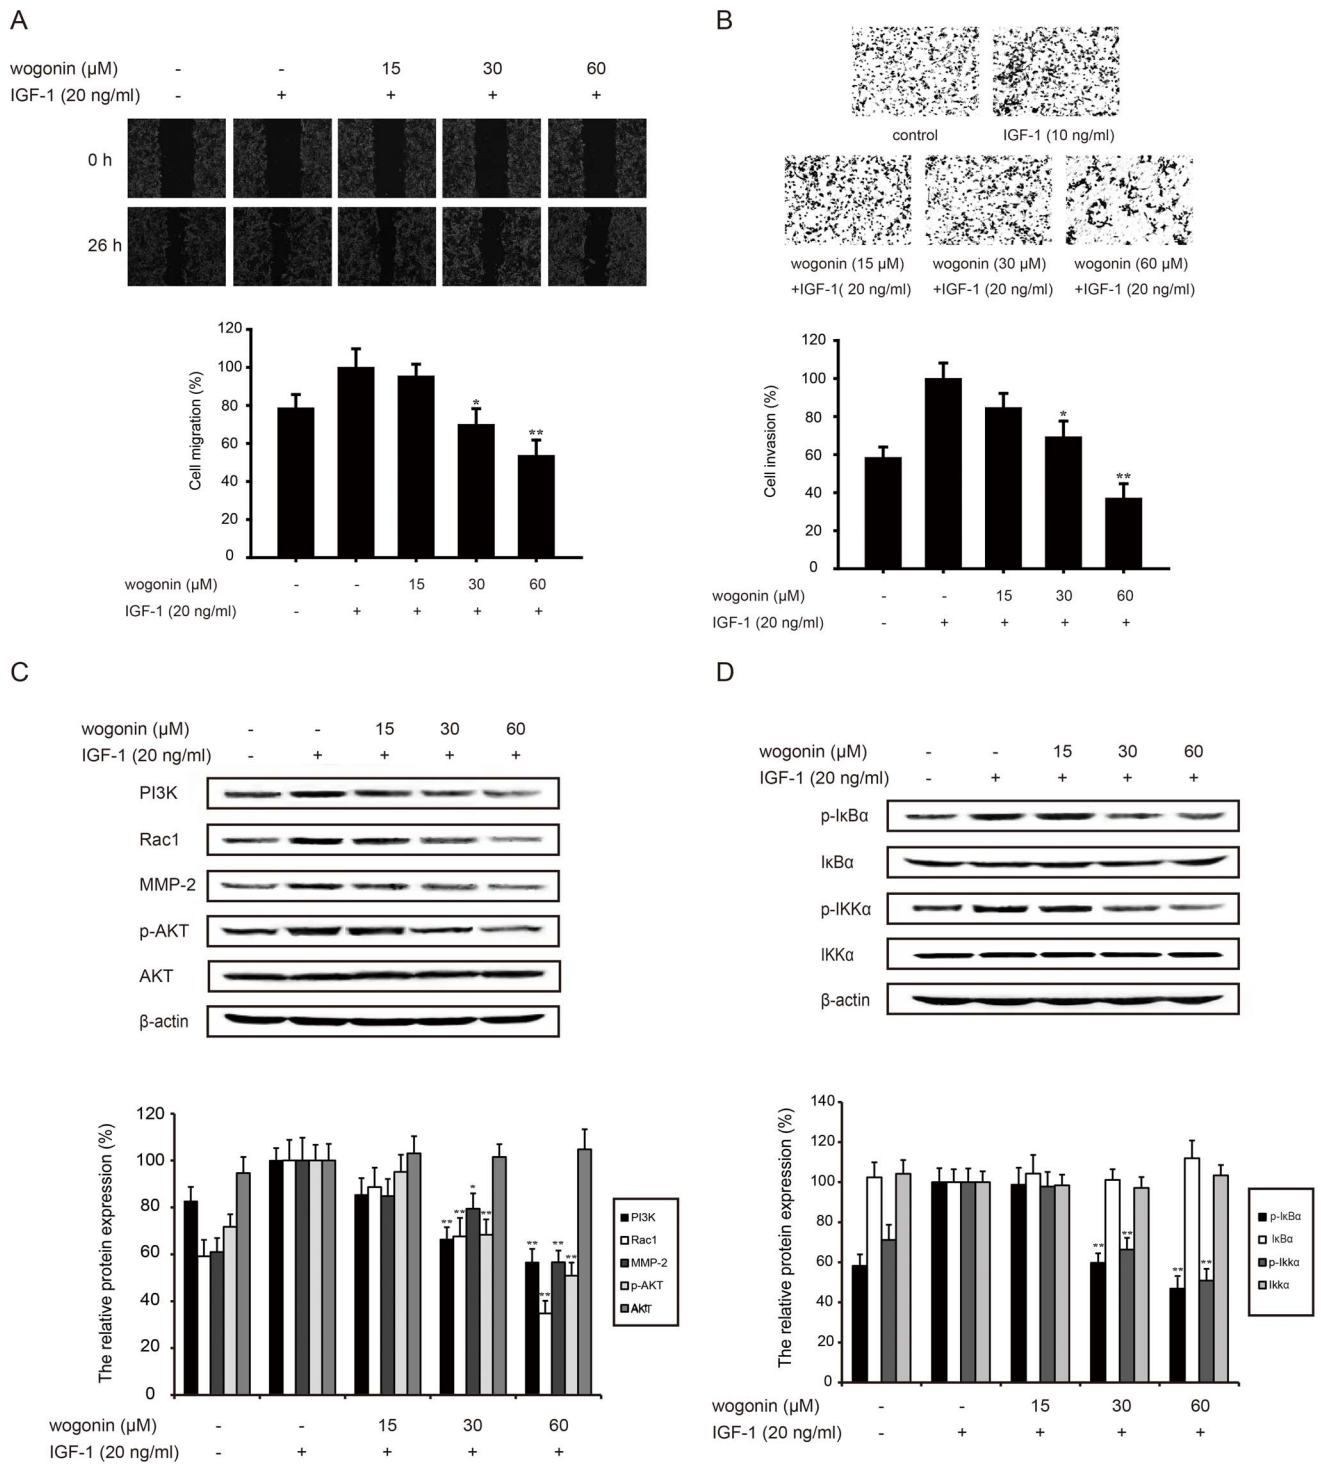 A
wogonin (µM) - - 15 30 60
IGF-1 (20 ng/ml) - + + + +
0 h
26 h
120
100
80
60
40
20
0
Cell migration (%)
*
**
wogonin (µM) - - 15 30 60
IGF-1 (20 ng/ml) - + + + +
B
control IGF-1 (10 ng/ml)
wogonin (15 µM) wogonin (30 µM) wogonin (60 µM)
+IGF-1( 20 ng/ml) +IGF-1 (20 ng/ml) +IGF-1 (20 ng/ml)
120
100
80
60
40
20
0
Cell invasion (%)
*
**
wogonin (µM) - - 15 30 60
IGF-1 (20 ng/ml) - + + + +
C
wogonin (µM) - - 15 30 60
IGF-1 (20 ng/ml) - + + + +
PI3K
Rac1
MMP-2
p-AKT
AKT
β-actin
120
100
80
60
40
20
0
The relative protein expression (%)
** ** * **
** ** ** **
PI3K
Rac1
MMP-2
p-AKT
wogonin (µM) - - 15 30 60
IGF-1 (20 ng/ml) - + + + +
D
wogonin (µM) - - 15 30 60
IGF-1 (20 ng/ml) - + + + +
p-IκBα
IκBα
p-IKKα
IKKα
β-actin
140
120
100
80
60
40
20
0
The relative protein expression (%)
** **
** **
p-IκBα
IκBα
p-Ikkα
Ikkα
wogonin (µM) - - 15 30 60
IGF-1 (20 ng/ml) - + + + +